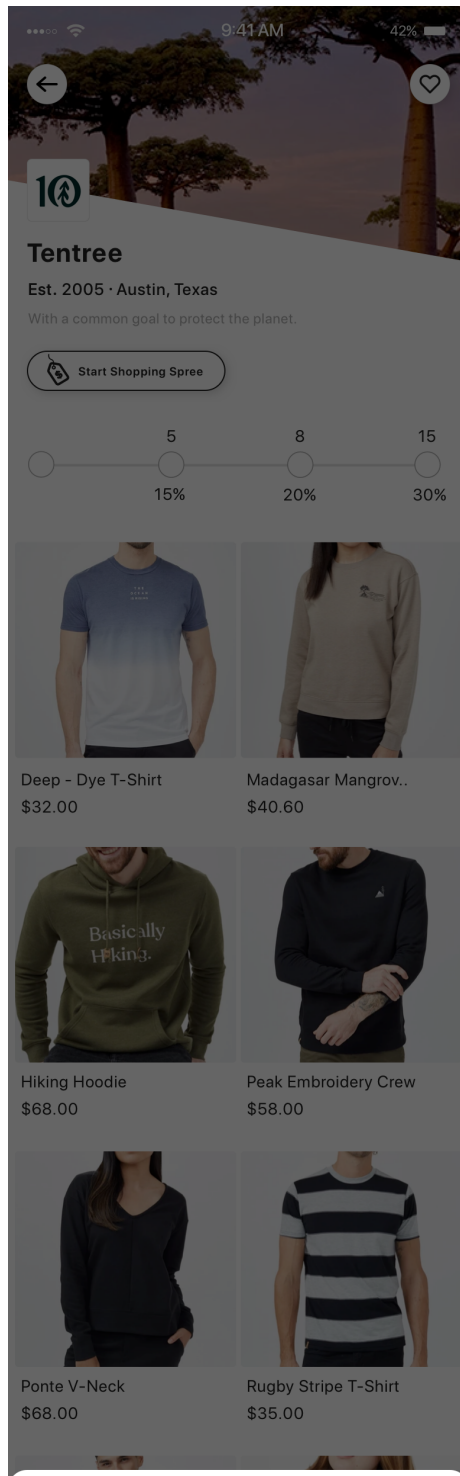 9:41 AM
42%
10
Tentree
Est. 2005 · Austin, Texas
With a common goal to protect the planet.
Start Shopping Spree
5 8 15
15% 20% 30%
Deep - Dye T-Shirt
$32.00
Madagasar Mangrov..
$40.60
Basically
Hiking.
Hiking Hoodie
$68.00
Peak Embroidery Crew
$58.00
Ponte V-Neck
$68.00
Rugby Stripe T-Shirt
$35.00